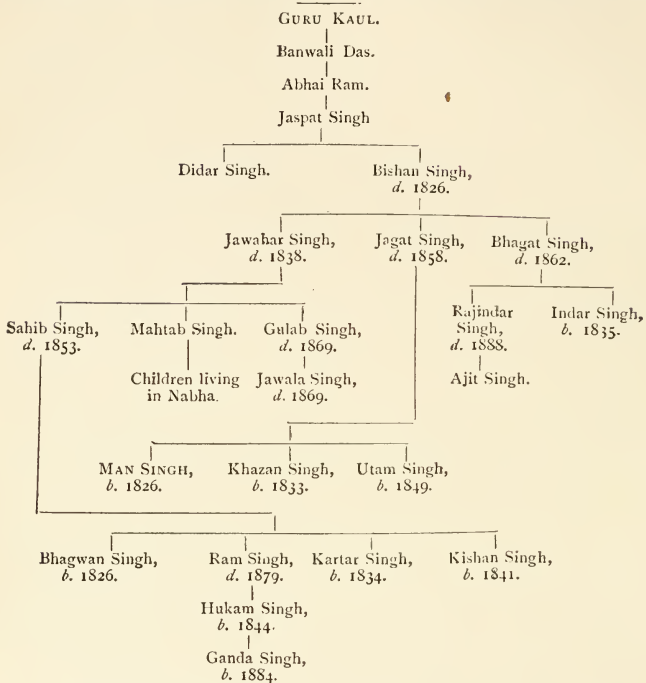 GURU KAUL.
Banwali Das.
Abhai Ram.
Jaspat Singh
Didar Singh.
Bishan Singh,
d. 1826.
Jawahar Singh,
d. 1838.
Jagat Singh,
d. 1858.
Bhagat Singh,
d. 1862.
Sahib Singh,
d. 1853.
Mahtab Singh.
Gulab Singh,
d. 1869.
Rajindar
Singh,
d. 1888.
Indar Singh,
b. 1835.
Children living
in Nabha.
Jawala Singh,
d. 1869.
Ajit Singh.
MAN SINGH,
b. 1826.
Khazan Singh,
b. 1833.
Utam Singh,
b. 1849.
Bhagwan Singh,
b. 1826.
Ram Singh,
d. 1879.
Kartar Singh,
b. 1834.
Kishan Singh,
b. 1841.
Hukam Singh,
b. 1844.
Ganda Singh,
b. 1884.